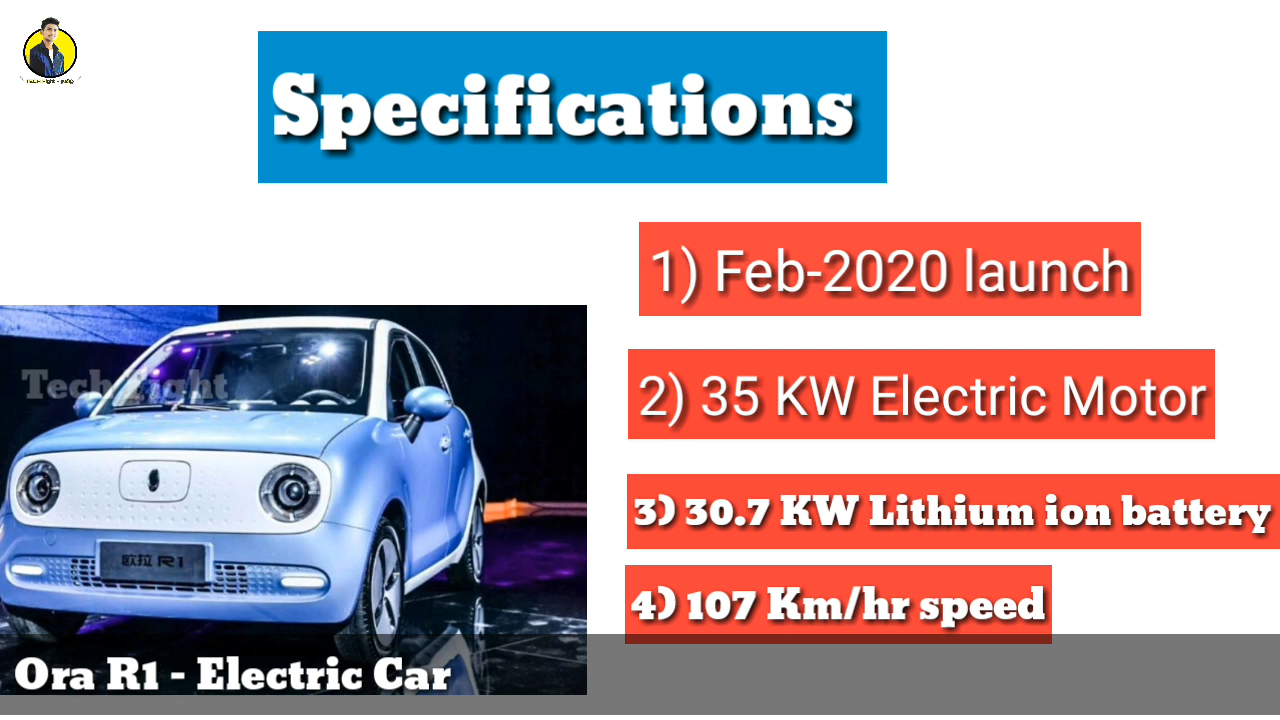 Specifications
1) Feb-2020 launch
2) 35 KW Electric Motor
3) 30.7 KW Lithium ion battery
4) 107 Km/hr speed
欧拉 R1
Ora R1 - Electric Car